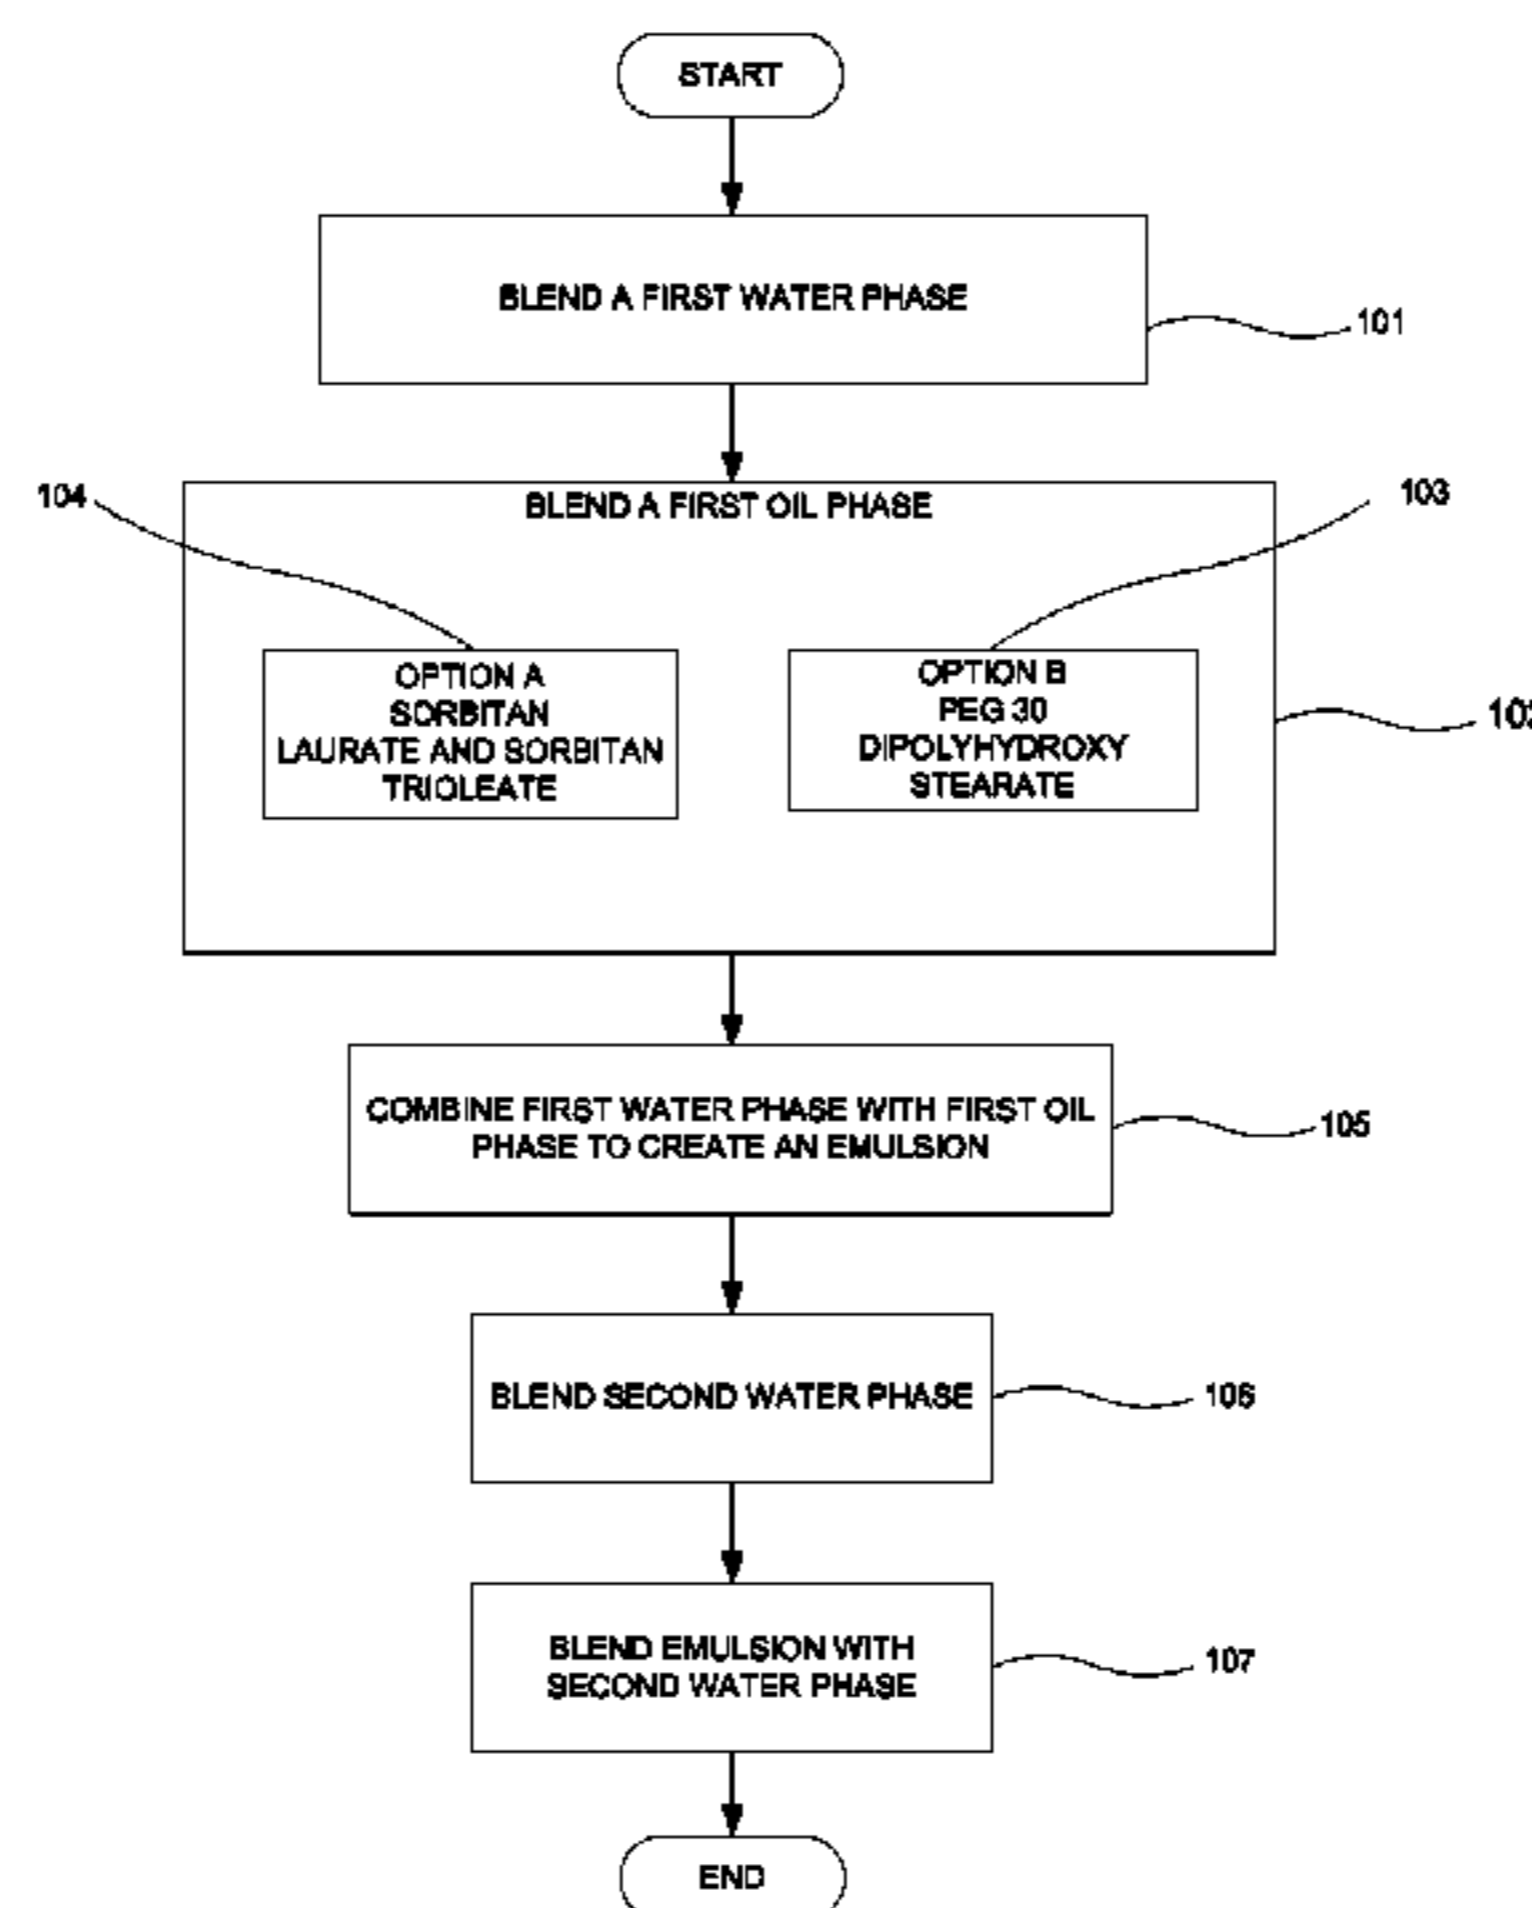 START
BLEND A FIRST WATER PHASE
101
104
BLEND A FIRST OIL PHASE
103
OPTION A
SORBITAN
LAURATE AND SORBITAN
TRIOLEATE
OPTION B
PEG 30
DIPOLYHYDROXY
STEARATE
COMBINE FIRST WATER PHASE WITH FIRST OIL
PHASE TO CREATE AN EMULSION
105
BLEND SECOND WATER PHASE
106
BLEND EMULSION WITH
SECOND WATER PHASE
107
END